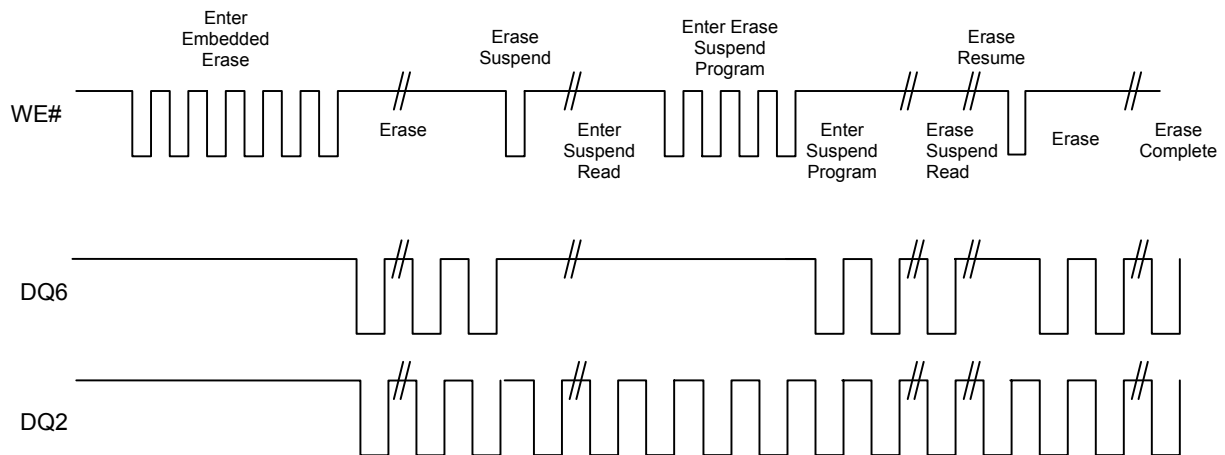 Enter
Embedded
Erase
Erase
Suspend
Enter Erase
Suspend
Program
Erase
Resume
WE#
Erase
Enter
Suspend
Read
Enter
Suspend
Program
Erase
Suspend
Read
Erase
Erase
Complete
DQ6
DQ2